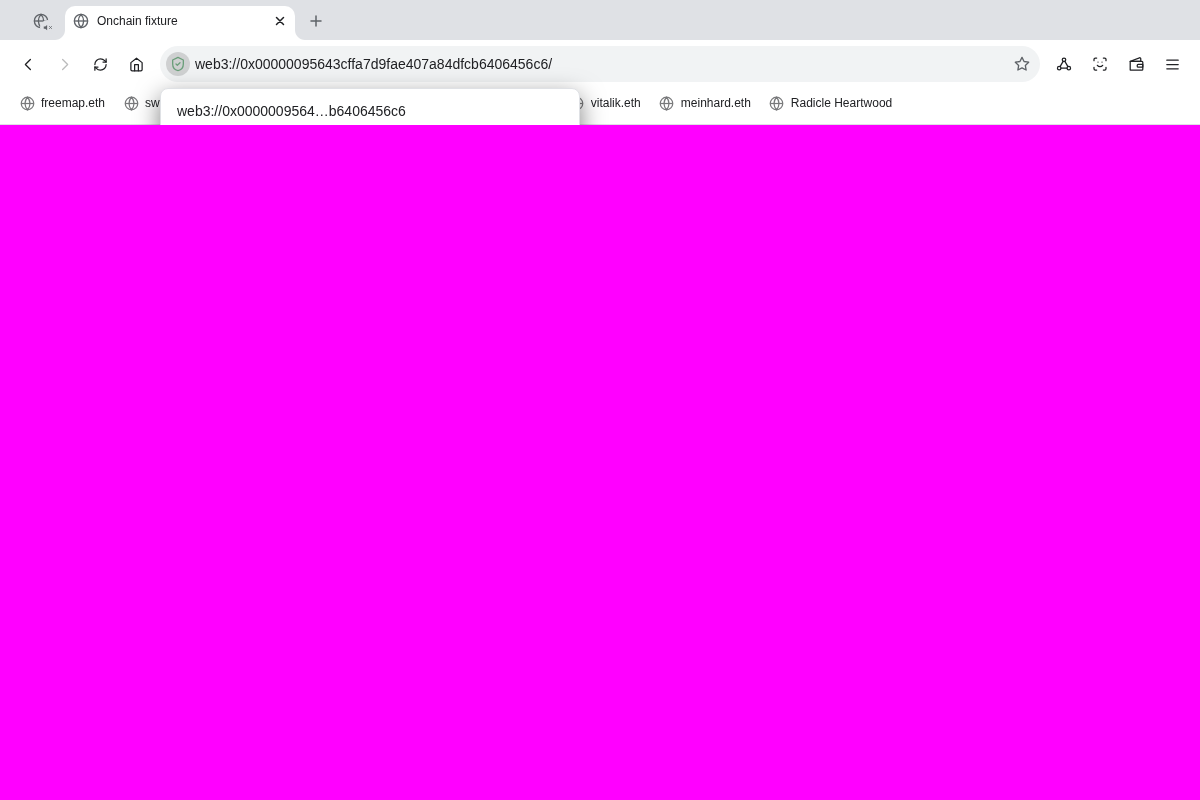 Onchain fixture
web3://0x00000095643cffa7d9fae407a84dfcb6406456c6/
freemap.eth
sw
vitalik.eth
meinhard.eth
Radicle Heartwood
web3://0x0000009564…b6406456c6